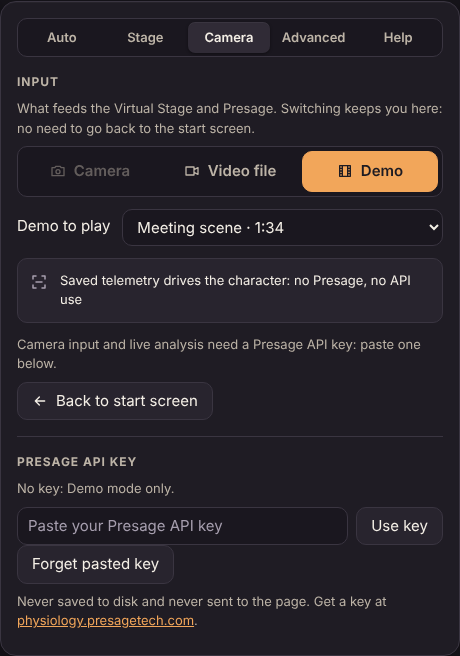 Auto Stage Camera Advanced Help
INPUT
What feeds the Virtual Stage and Presage. Switching keeps you here:
no need to go back to the start screen.
Camera Video file Demo
Demo to play Meeting scene · 1:34
Saved telemetry drives the character: no Presage, no API
use
Camera input and live analysis need a Presage API key: paste one
below.
← Back to start screen
PRESAGE API KEY
No key: Demo mode only.
Paste your Presage API key Use key
Forget pasted key
Never saved to disk and never sent to the page. Get a key at
physiology.presagetech.com.